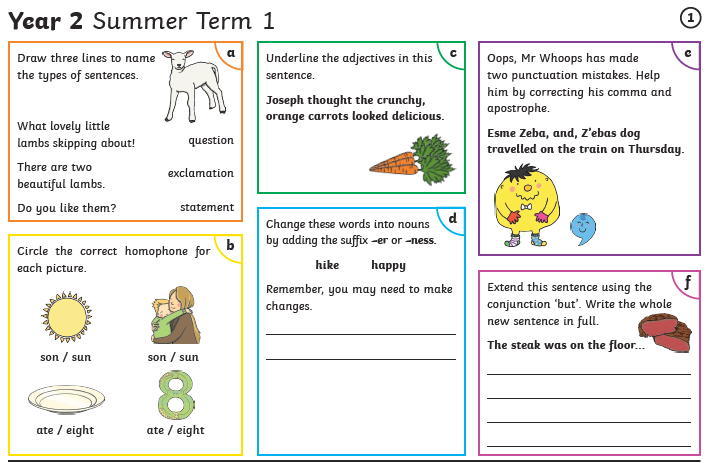 Year 2 Summer Term 1
1
a
Draw three lines to name
the types of sentences.
What lovely little
lambs skipping about!
question
There are two
beautiful lambs.
exclamation
Do you like them?
statement
b
Circle the correct homophone for
each picture.
son / sun
son / sun
ate / eight
ate / eight
c
Underline the adjectives in this
sentence.
Joseph thought the crunchy,
orange carrots looked delicious.
d
Change these words into nouns
by adding the suffix –er or –ness.
hike
happy
Remember, you may need to make
changes.
e
Oops, Mr Whoops has made
two punctuation mistakes. Help
him by correcting his comma and
apostrophe.
Esme Zeba, and, Z’ebas dog
travelled on the train on Thursday.
f
Extend this sentence using the
conjunction ‘but’. Write the whole
new sentence in full.
The steak was on the floor...